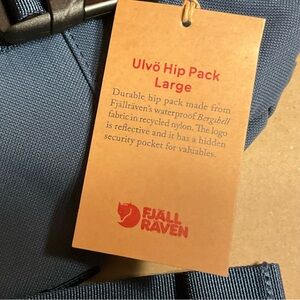 Ulvö Hip Pack
Large
Durable hip pack made from
Fjällräven's waterproof Bergshell
fabric in recycled nylon. The logo
is reflective and it has a hidden
security pocket for valuables.
FJÄLL
RÄVEN